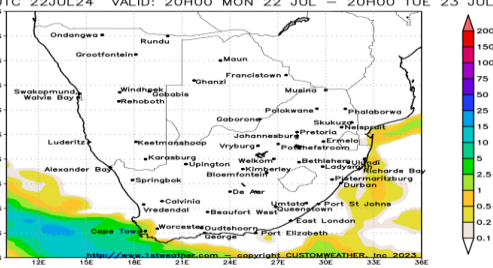 UTC 22JUL24 VALID: 20H00 MON 22 JUL - 20H00 TUE 23 JUL
Ondangwa
Rundu
Grootfontein
Maun
Francistown
Ghanzi
Swakopmund
Windhoek
Gobabis
Musina
Walvis Bay
Rehoboth
Polokwane
Phalaborwa
Gaborone
Skukuza
Nelspruit
Johannesburg
Pretoria
Luderitz
Keetmanshoop
Vryburg
Potchefstroom
Ermelo
Karasburg
Welkom
Bethlehem
Ulundi
Alexander Bay
Upington
Kimberley
Ladysmith
Richards Bay
Springbok
Bloemfontein
Pietermaritzburg
Durban
De Aar
Calvinia
Umtata
Port St Johns
Vredendal
Beaufort West
Queenstown
East London
Cape Town
Worcester
Oudtshoorn
George
Port Elizabeth
http://www.1stweather.com - copyright CUSTOMWEATHER, Inc 2023
12E 15E 18E 21E 24E 27E 30E 33E 36E
200
150
100
75
50
25
15
10
5
2.5
1
0.5
0.2
0.1